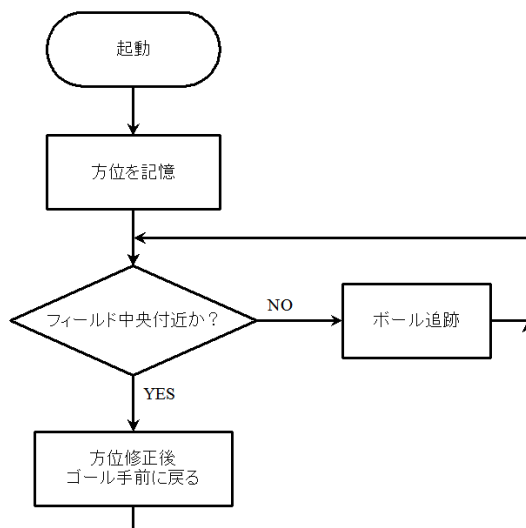 起動
方位を記憶
フィールド中央付近か？
NO
ボール追跡
YES
方位修正後
ゴール手前に戻る